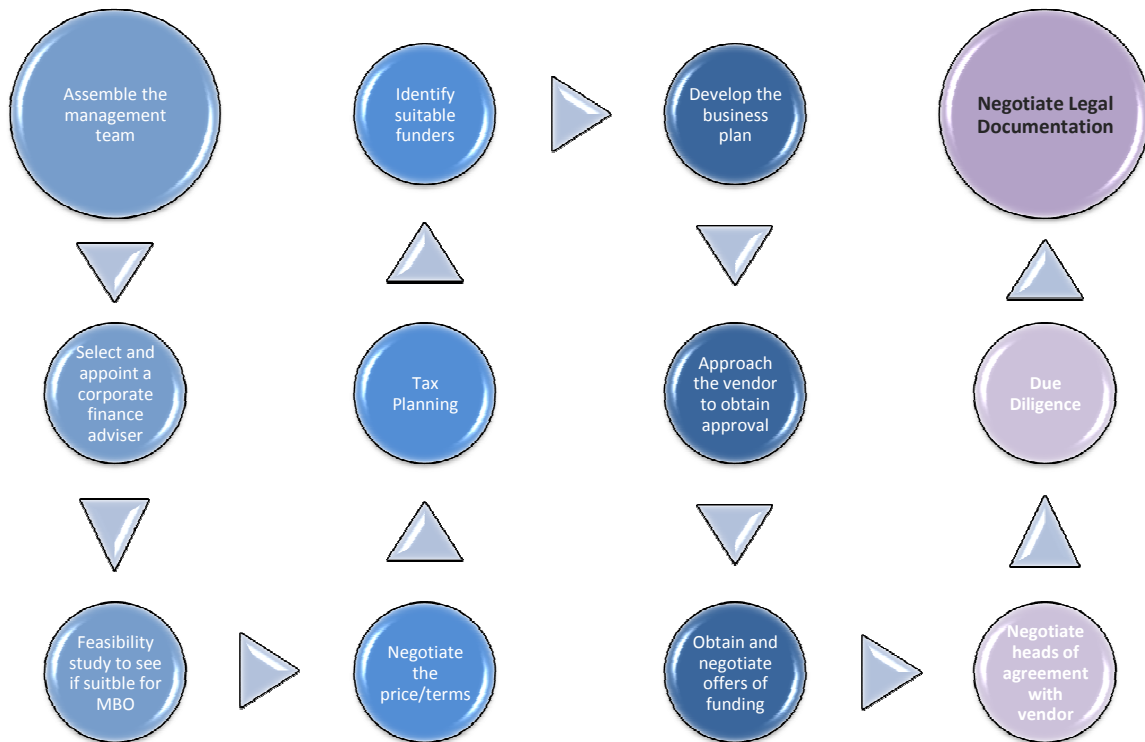 Assemble the
management
team
Select and
appoint a
corporate
finance
adviser
Feasibility
study to see
if suitble for
MBO
Negotiate
the
price/terms
Tax
Planning
Identify
suitable
funders
Develop the
business
plan
Approach
the vendor
to obtain
approval
Obtain and
negotiate
offers of
funding
Negotiate
heads of
agreement
with
vendor
Due
Diligence
Negotiate Legal
Documentation